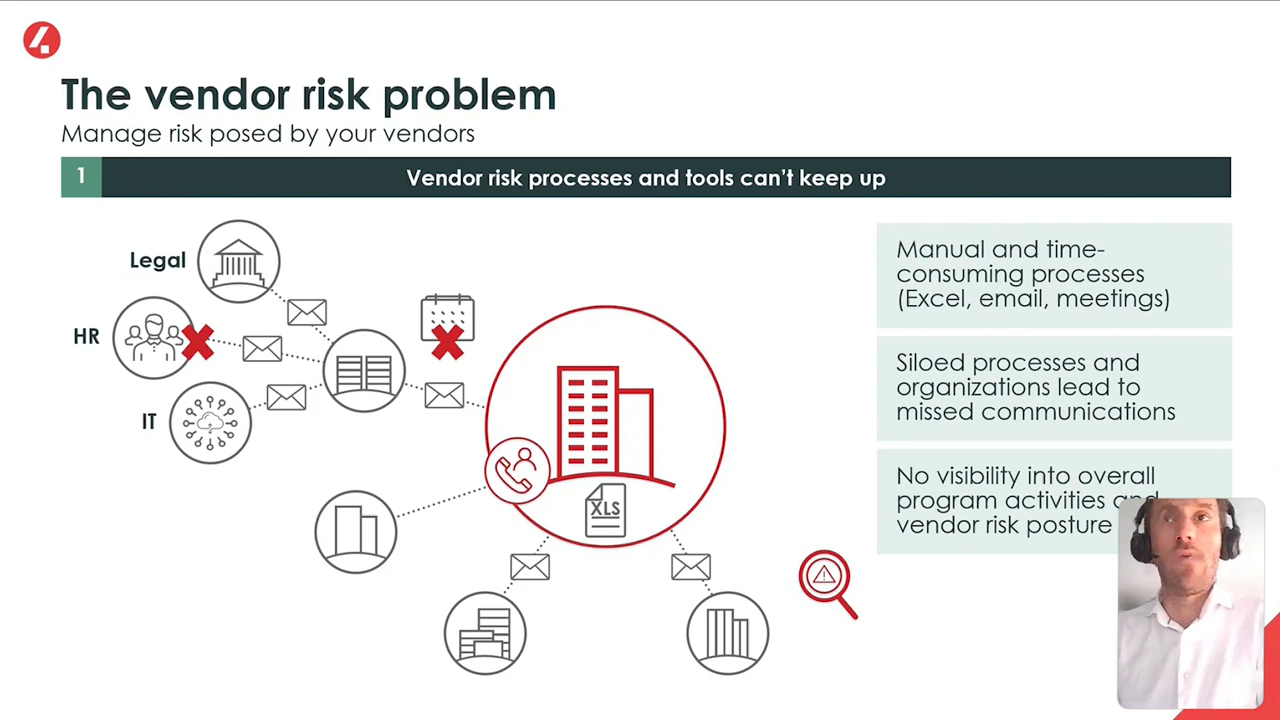 The vendor risk problem
Manage risk posed by your vendors
1
Vendor risk processes and tools can't keep up
Legal
HR
IT
XLS
Manual and time-
consuming processes
(Excel, email, meetings)
Siloed processes and
organizations lead to
missed communications
No visibility into overall
program activities and
vendor risk posture